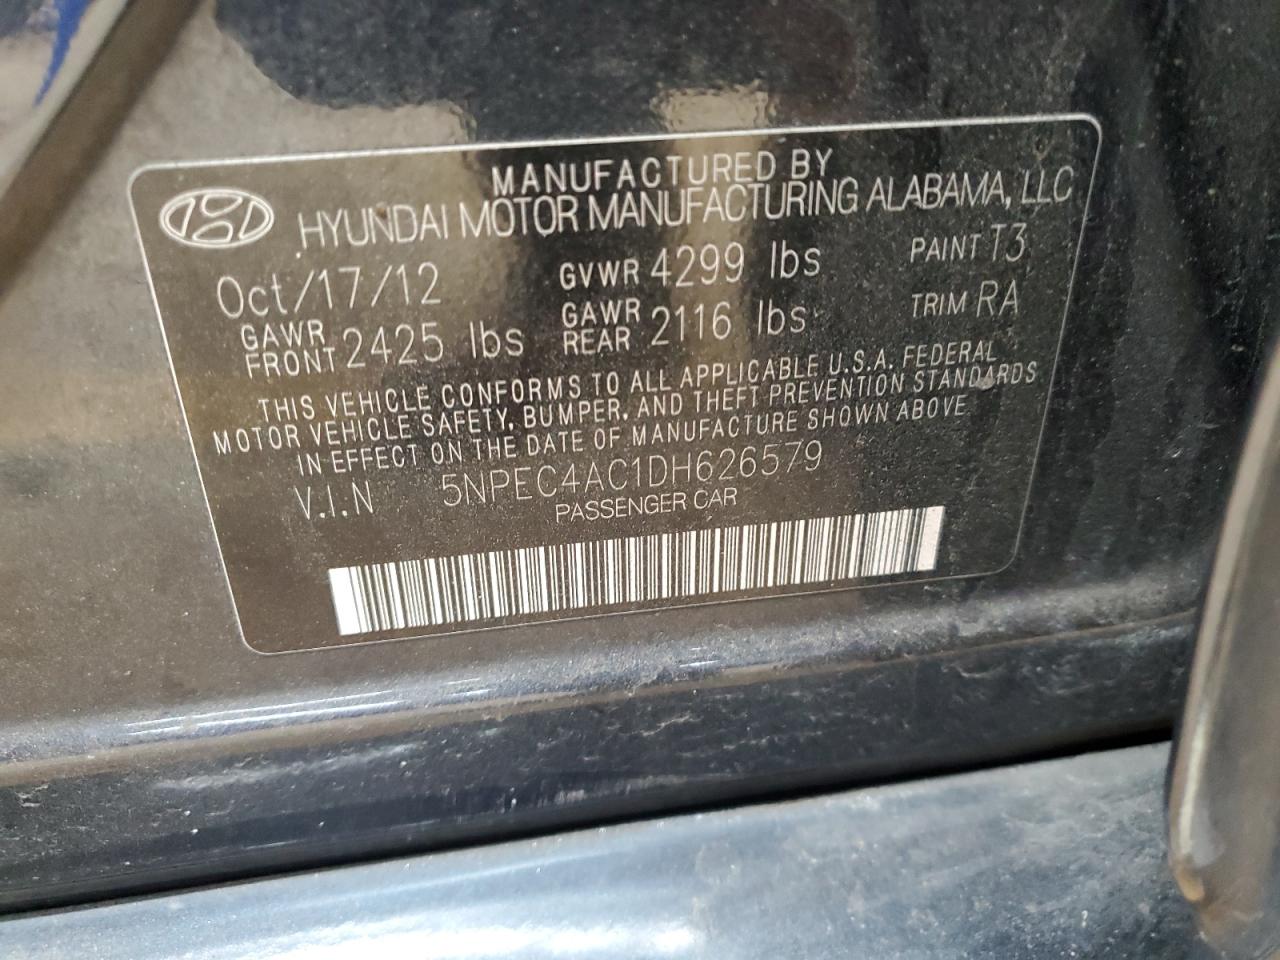 MANUFACTURED BY
HYUNDAI MOTOR MANUFACTURING ALABAMA, LLC
Oct/17/12 GVWR 4299 lbs PAINT T3
GAWR FRONT 2425 lbs GAWR REAR 2116 lbs TRIM RA
THIS VEHICLE CONFORMS TO ALL APPLICABLE U.S.A. FEDERAL
MOTOR VEHICLE SAFETY, BUMPER, AND THEFT PREVENTION STANDARDS
IN EFFECT ON THE DATE OF MANUFACTURE SHOWN ABOVE
V.I.N 5NPEC4AC1DH626579
PASSENGER CAR